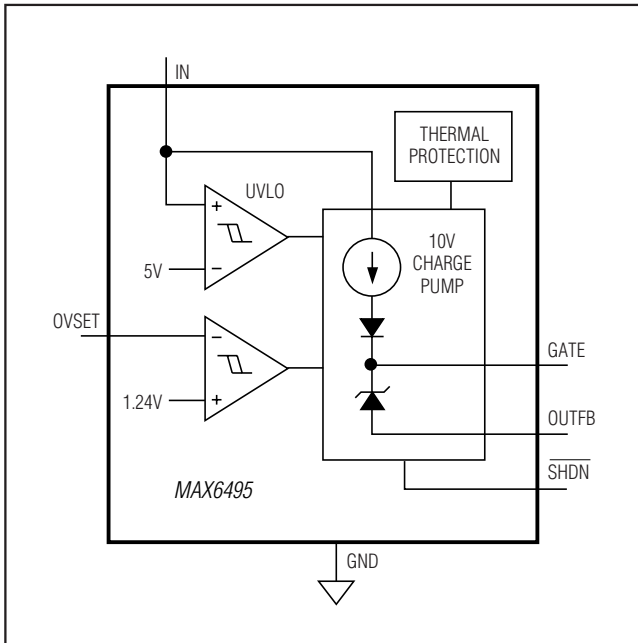 IN
THERMAL
PROTECTION
UVLO
+
5V
−
10V
CHARGE
PUMP
OVSET
−
1.24V
+
GATE
OUTFB
SHDN
MAX6495
GND